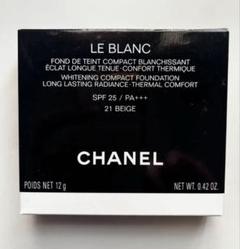 LE BLANC
FOND DE TEINT COMPACT BLANCHISSANT
ÉCLAT LONGUE TENUE · CONFORT THERMIQUE
WHITENING COMPACT FOUNDATION
LONG LASTING RADIANCE · THERMAL COMFORT
SPF 25 / PA+++
21 BEIGE
CHANEL
POIDS NET 12 g
NET WT. 0.42 OZ.